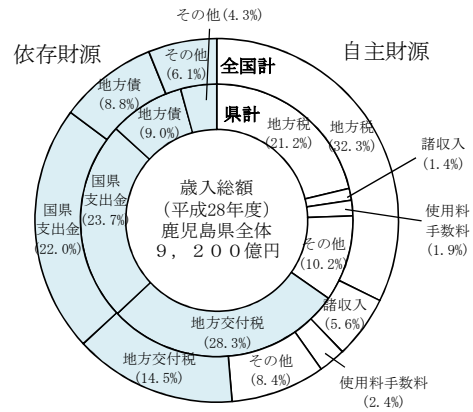 その他(4.3%)
依存財源
自主財源
その他
(6.1%)
全国計
地方債
(8.8%)
地方債
(9.0%)
県計
地方税
(21.2%)
地方税
(32.3%)
諸収入
(1.4%)
国県
支出金
(22.0%)
国県
支出金
(23.7%)
歳入総額
(平成28年度)
鹿児島県全体
9,200億円
使用料
手数料
(1.9%)
その他
(10.2%)
諸収入
(5.6%)
地方交付税
(28.3%)
地方交付税
(14.5%)
その他
(8.4%)
使用料手数料
(2.4%)